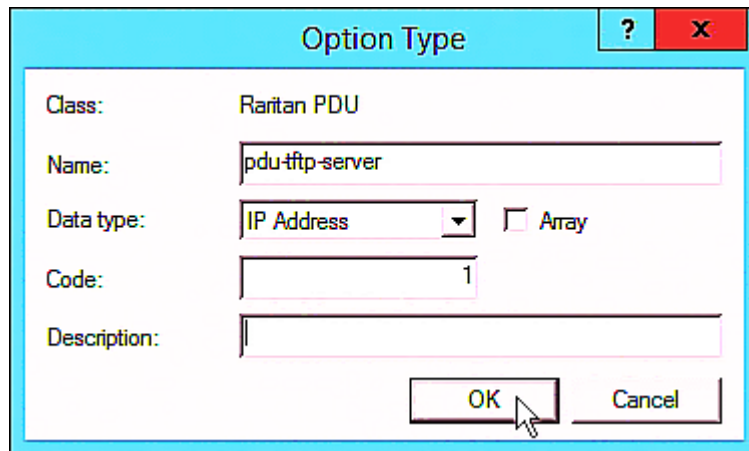 Option Type
?
x
Class: Raritan PDU
Name: pdu-tftp-server
Data type: IP Address Array
Code: 1
Description:
OK Cancel